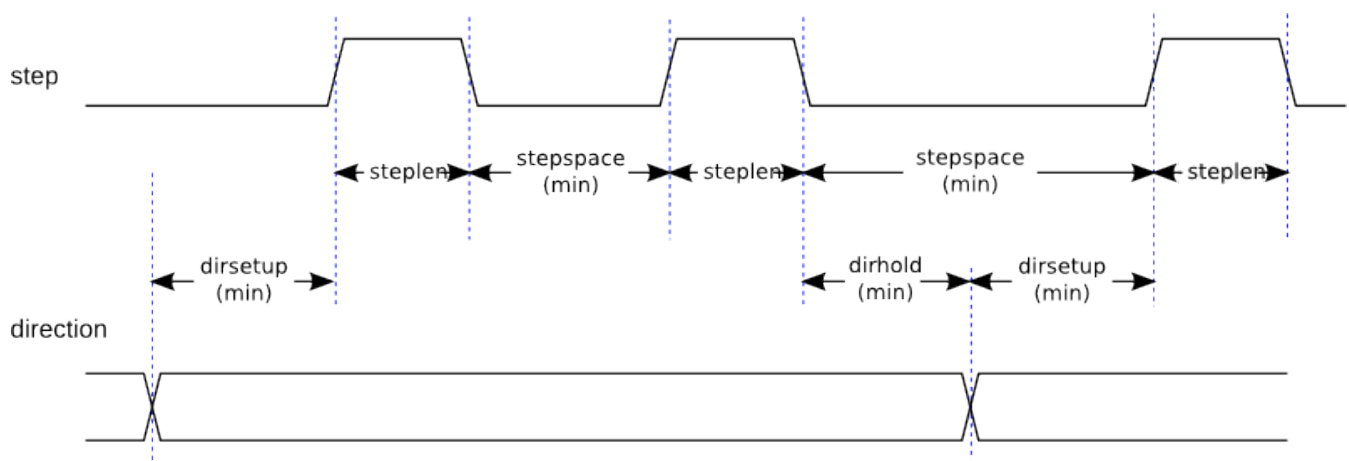 step
steplen
stepspace
(min)
steplen
stepspace
(min)
steplen
dirsetup
(min)
dirhold
(min)
dirsetup
(min)
direction